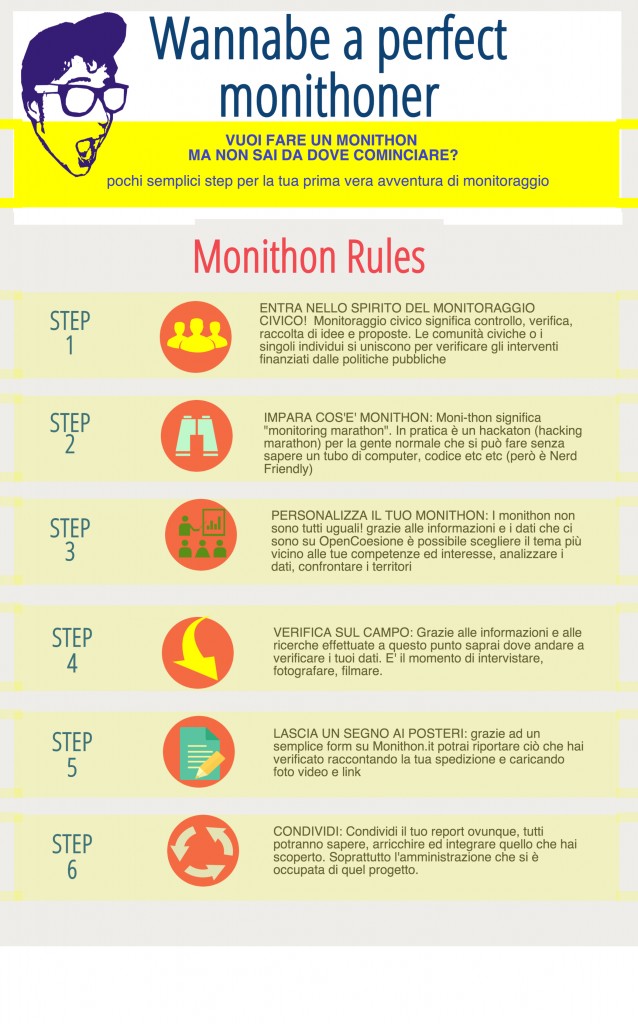 Wannabe a perfect
monithoner
VUOI FARE UN MONITHON
MA NON SAI DA DOVE COMINCIARE?
pochi semplici step per la tua prima vera avventura di monitoraggio
Monithon Rules
STEP
1
ENTRA NELLO SPIRITO DEL MONITORAGGIO
CIVICO!  Monitoraggio civico significa controllo, verifica,
raccolta di idee e proposte. Le comunità civiche o i
singoli individui si uniscono per verificare gli interventi
finanziati dalle politiche pubbliche
STEP
2
IMPARA COS'E' MONITHON: Moni-thon significa
"monitoring marathon". In pratica è un hackaton (hacking
marathon) per la gente normale che si può fare senza
sapere un tubo di computer, codice etc etc (però è Nerd
Friendly)
STEP
3
PERSONALIZZA IL TUO MONITHON: I monithon non
sono tutti uguali! grazie alle informazioni e i dati che ci
sono su OpenCoesione è possibile scegliere il tema più
vicino alle tue competenze ed interesse, analizzare i
dati, confrontare i territori
STEP
4
VERIFICA SUL CAMPO: Grazie alle informazioni e alle
ricerche effettuate a questo punto saprai dove andare a
verificare i tuoi dati. E' il momento di intervistare,
fotografare, filmare.
STEP
5
LASCIA UN SEGNO AI POSTERI: grazie ad un
semplice form su Monithon.it potrai riportare ciò che hai
verificato raccontando la tua spedizione e caricando
foto video e link
STEP
6
CONDIVIDI: Condividi il tuo report ovunque, tutti
potranno sapere, arricchire ed integrare quello che hai
scoperto. Soprattutto l'amministrazione che si è
occupata di quel progetto.